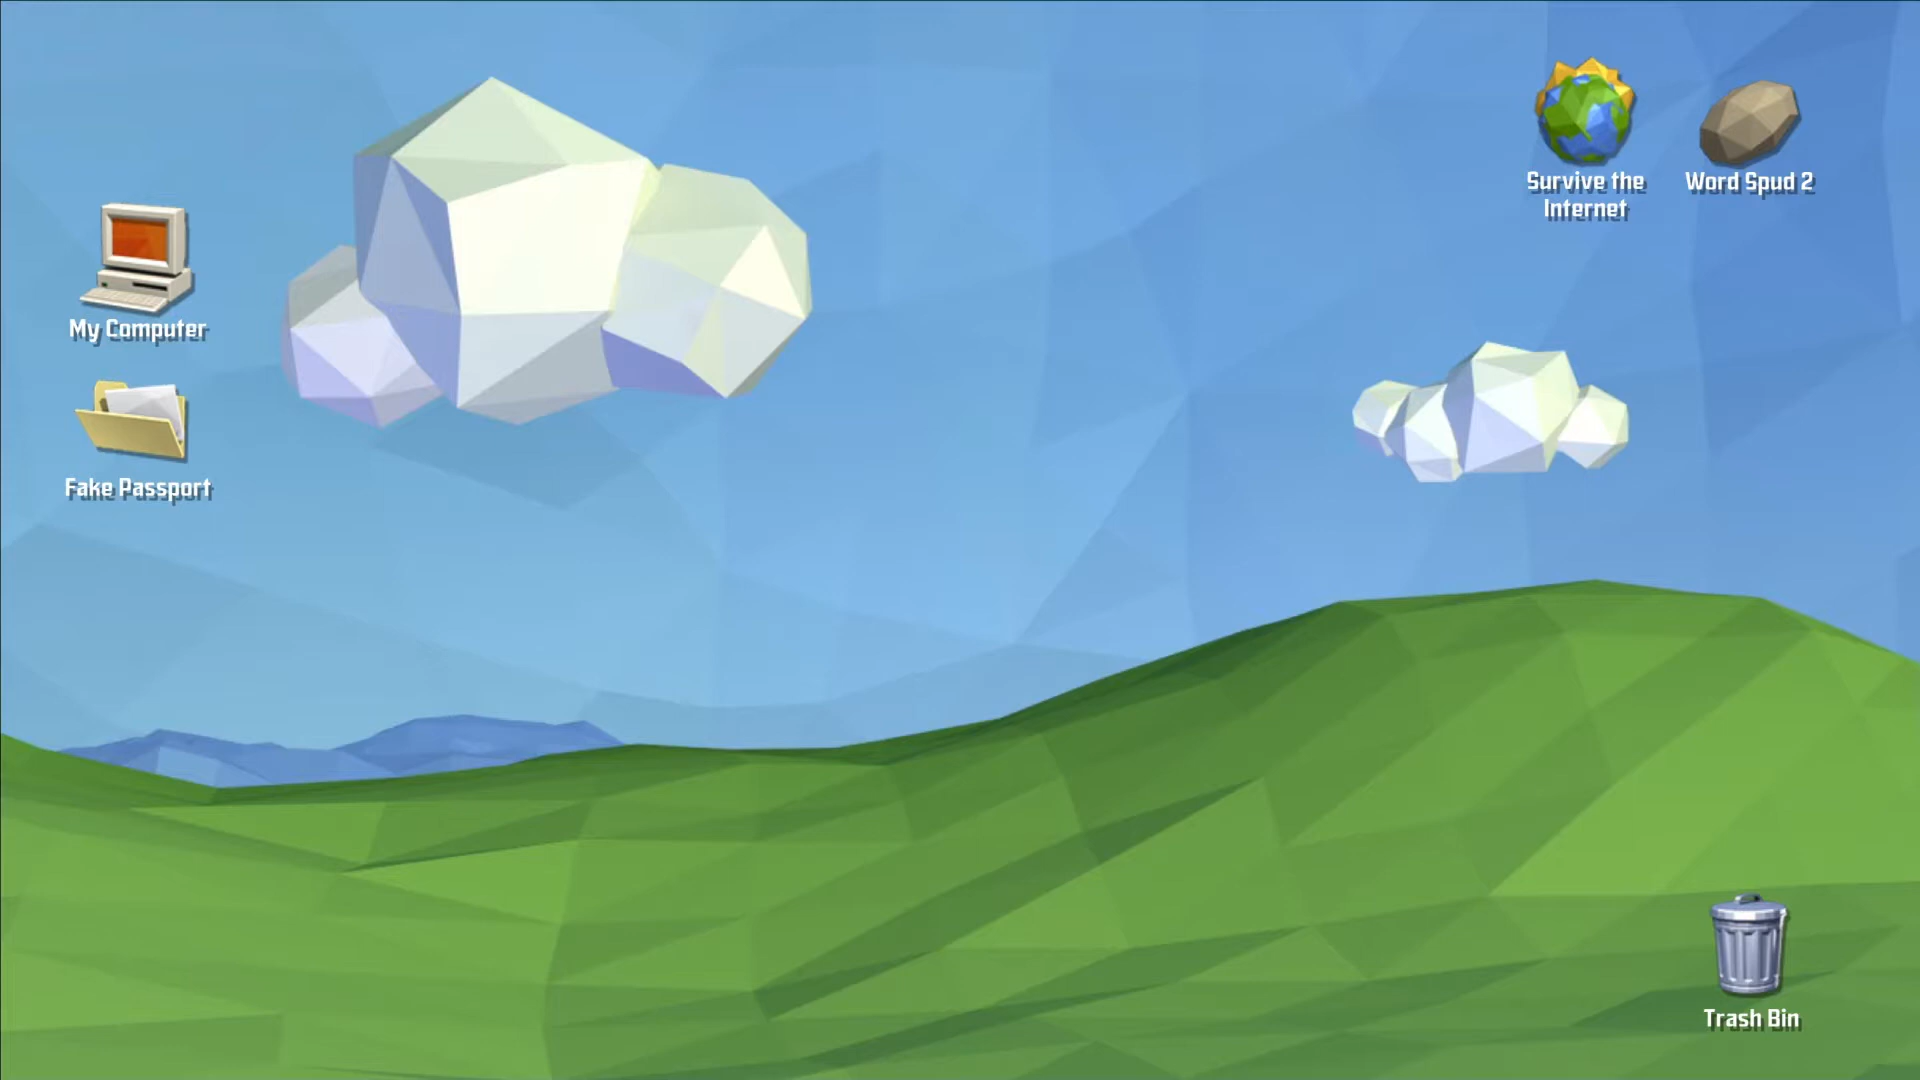 My Computer
Fake Passport
Survive the
Internet
Word Spud 2
Trash Bin